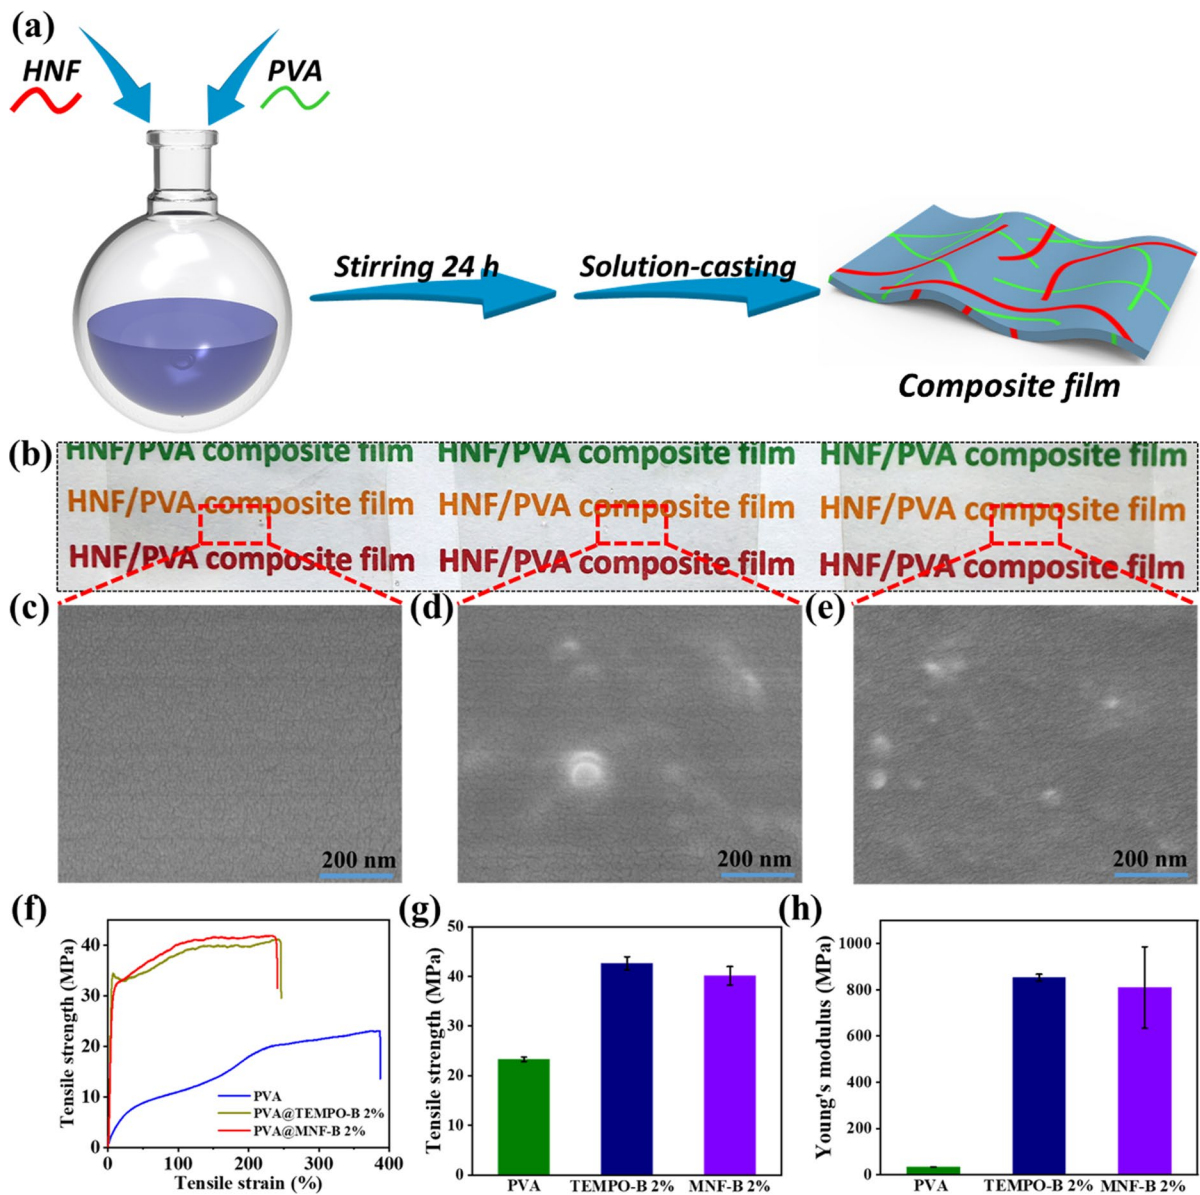 (a)
HNF
PVA
Stirring 24 h
Solution-casting
Composite film
(b)
HNF/PVA composite film HNF/PVA composite film HNF/PVA composite film
HNF/PVA composite film HNF/PVA composite film HNF/PVA composite film
HNF/PVA composite film HNF/PVA composite film HNF/PVA composite film
(c)
200 nm
(d)
200 nm
(e)
200 nm
(f)
Tensile strength (MPa)
40
30
20
10
0
PVA
PVA@TEMPO-B 2%
PVA@MNF-B 2%
0 100 200 300 400
Tensile strain (%)
(g)
Tensile strength (MPa)
50
40
30
20
10
0
PVA TEMPO-B 2% MNF-B 2%
(h)
Young's modulus (MPa)
1000
800
600
400
200
0
PVA TEMPO-B 2% MNF-B 2%